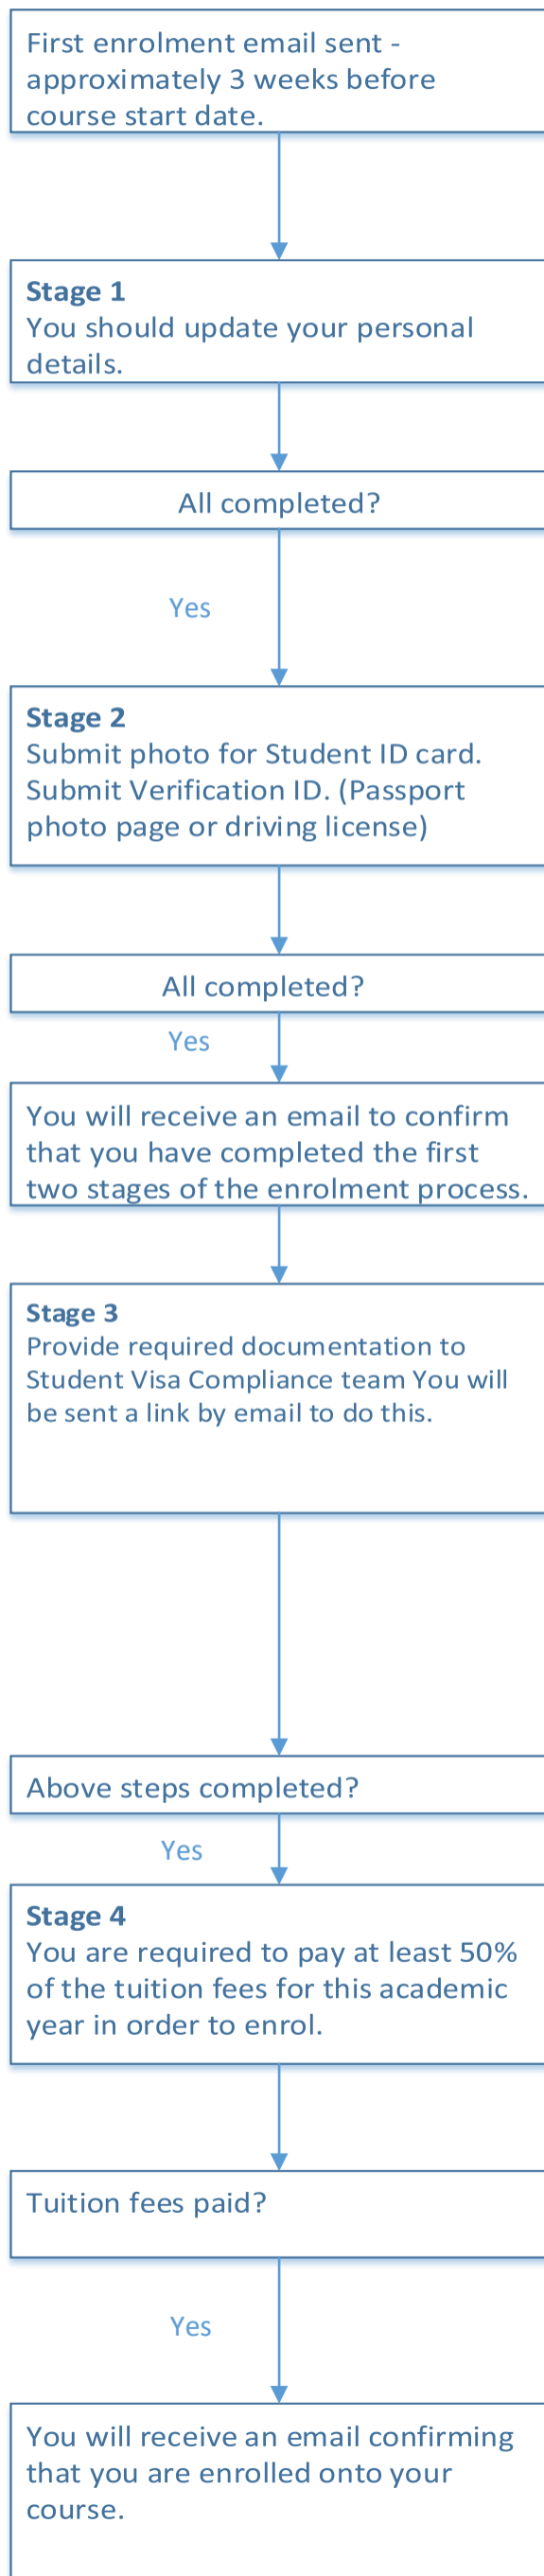 First enrolment email sent -
approximately 3 weeks before
course start date.
Stage 1
You should update your personal
details.
All completed?
Yes
Stage 2
Submit photo for Student ID card.
Submit Verification ID. (Passport
photo page or driving license)
All completed?
Yes
You will receive an email to confirm
that you have completed the first
two stages of the enrolment process.
Stage 3
Provide required documentation to
Student Visa Compliance team You will
be sent a link by email to do this.
Above steps completed?
Yes
Stage 4
You are required to pay at least 50%
of the tuition fees for this academic
year in order to enrol.
Tuition fees paid?
Yes
You will receive an email confirming
that you are enrolled onto your
course.